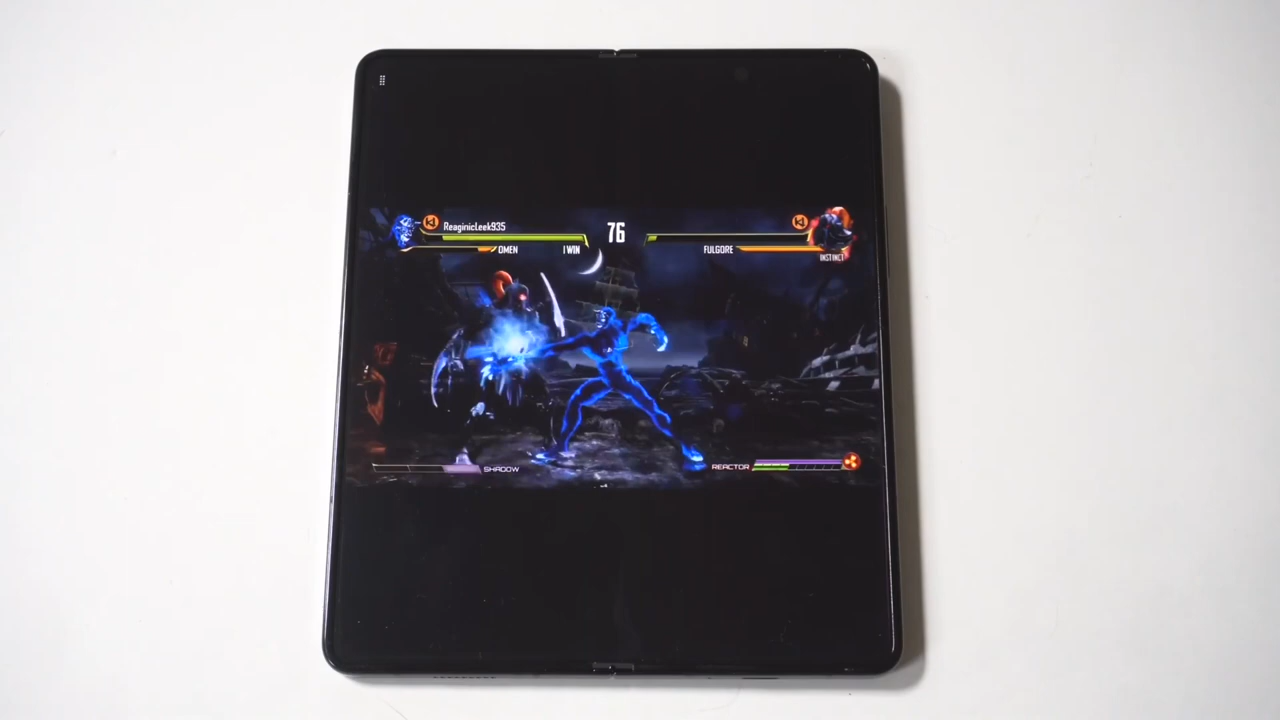 ReaginicLeek935
76
OMEN
1 WIN
FULGORE
INSTINCT
SHADOW
REACTOR